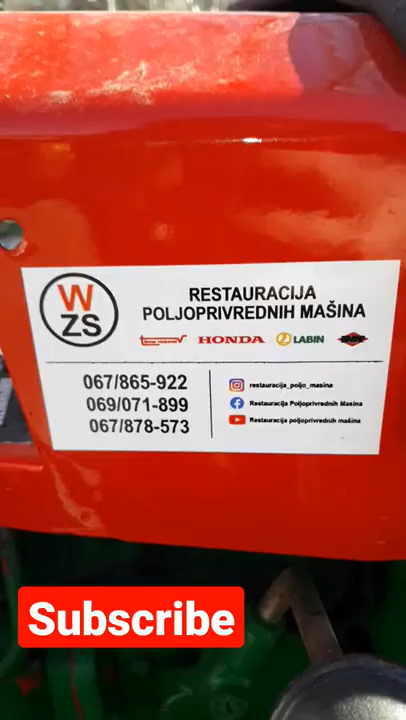 WZS
RESTAURACIJA
POLJOPRIVREDNIH MAŠINA
HONDA LABIN
067/865-922
069/071-899
067/878-573
restauracija_poljo_masina
Restauracija Poljoprivrednih Masina
Restauracija poljoprivrednih mašina
Subscribe